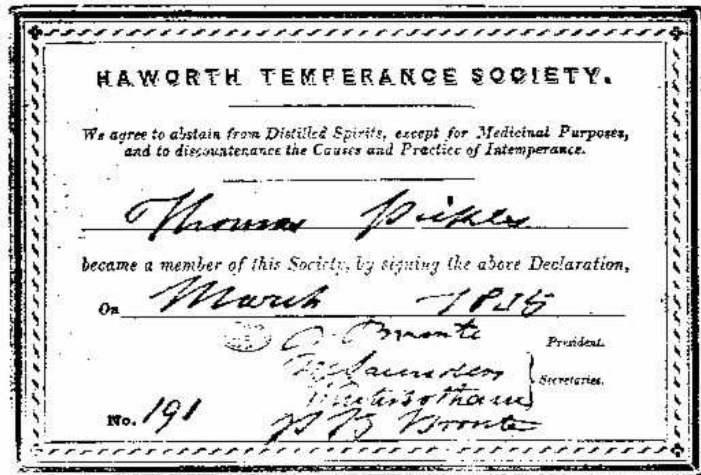 HAWORTH TEMPERANCE SOCIETY.
We agree to abstain from Distilled Spirits, except for Medicinal Purposes,
and to discountenance the Causes and Practice of Intemperance.
Thomas Pickles
became a member of this Society, by signing the above Declaration,
On March 1835
P. Bronte President.
M Saunders
Secretaries.
No. 191 P B Bronte